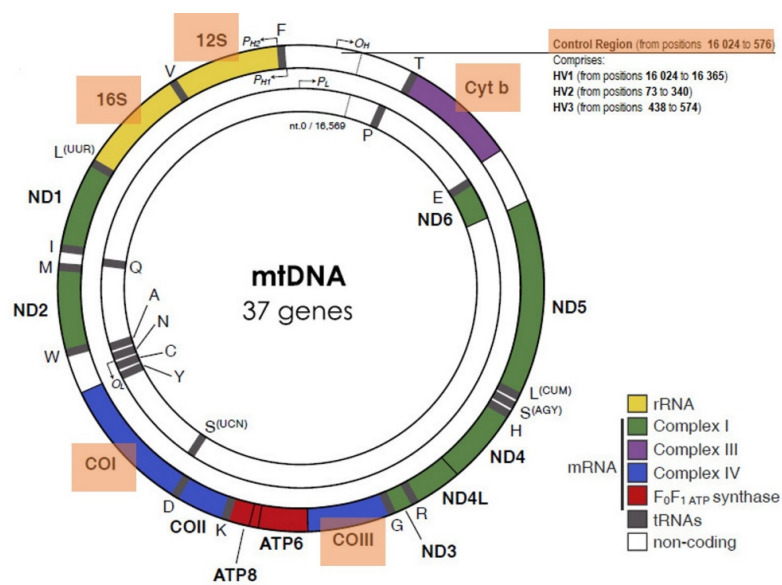 12S
F
PH2
OH
Control Region (from positions 16 024 to 576)
Comprises:
HV1 (from positions 16 024 to 16 365)
HV2 (from positions 73 to 340)
HV3 (from positions 438 to 574)
V
PH1
PL
T
Cyt b
16S
nt.0 / 16,569
P
L(UUR)
E
ND1
ND6
I
M
Q
mtDNA
37 genes
ND2
A
N
C
Y
W
OL
ND5
L(CUM)
S(AGY)
H
S(UCN)
COI
ND4
D
COII
K
ATP8
ATP6
COIII
G
R
ND4L
ND3
rRNA
Complex I
mRNA
Complex III
Complex IV
F0F1 ATP synthase
tRNAs
non-coding